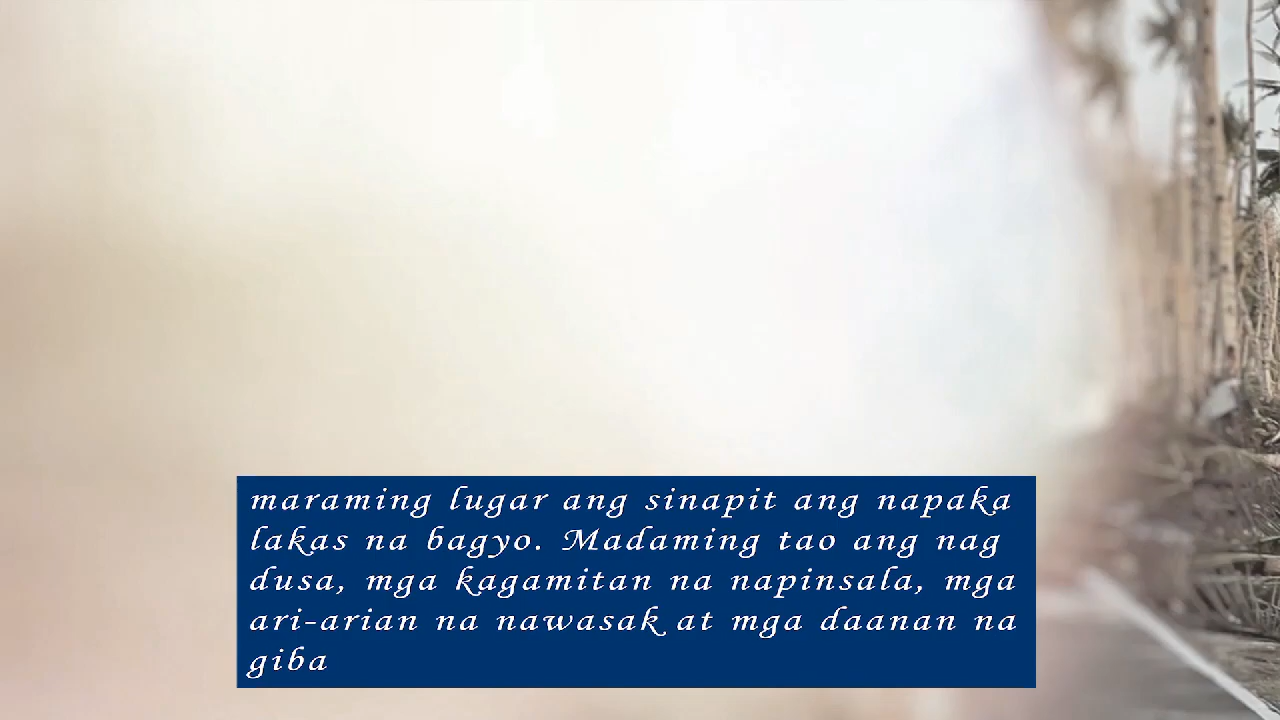 maraming lugar ang sinapit ang napaka
lakas na bagyo. Madaming tao ang nag
dusa, mga kagamitan na napinsala, mga
ari-arian na nawasak at mga daanan na
giba